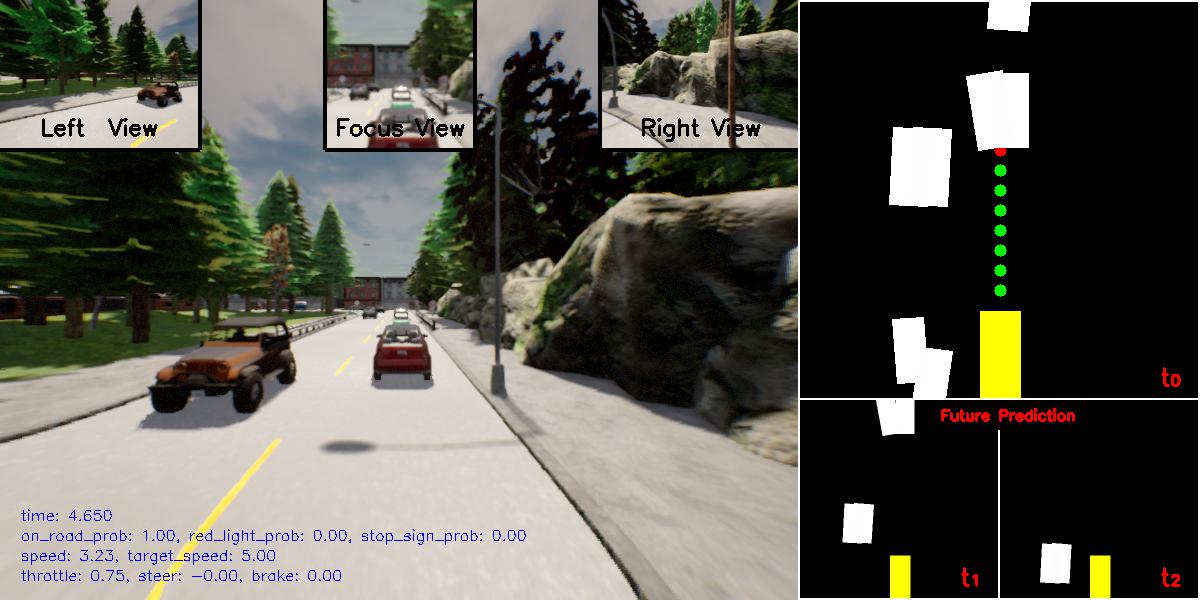 Left View
Focus View
Right View
time: 4.650
on_road_prob: 1.00, red_light_prob: 0.00, stop_sign_prob: 0.00
speed: 3.23, target_speed: 5.00
throttle: 0.75, steer: −0.00, brake: 0.00
t0
Future Prediction
t1
t2